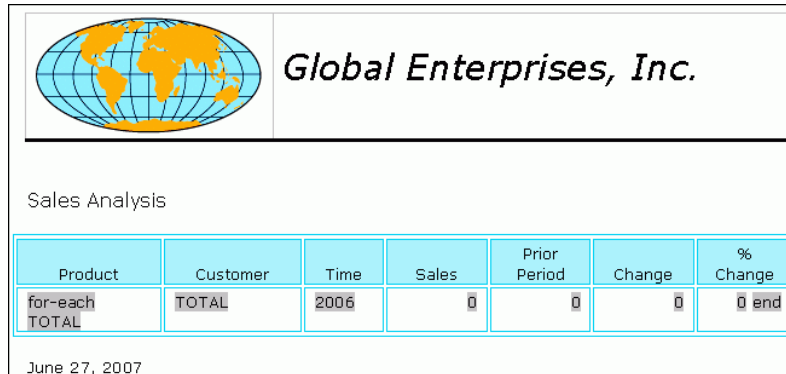 Global Enterprises, Inc.
Sales Analysis
Product Customer Time Sales Prior Period Change % Change
for-each TOTAL TOTAL 2006 0 0 0 0 end
June 27, 2007